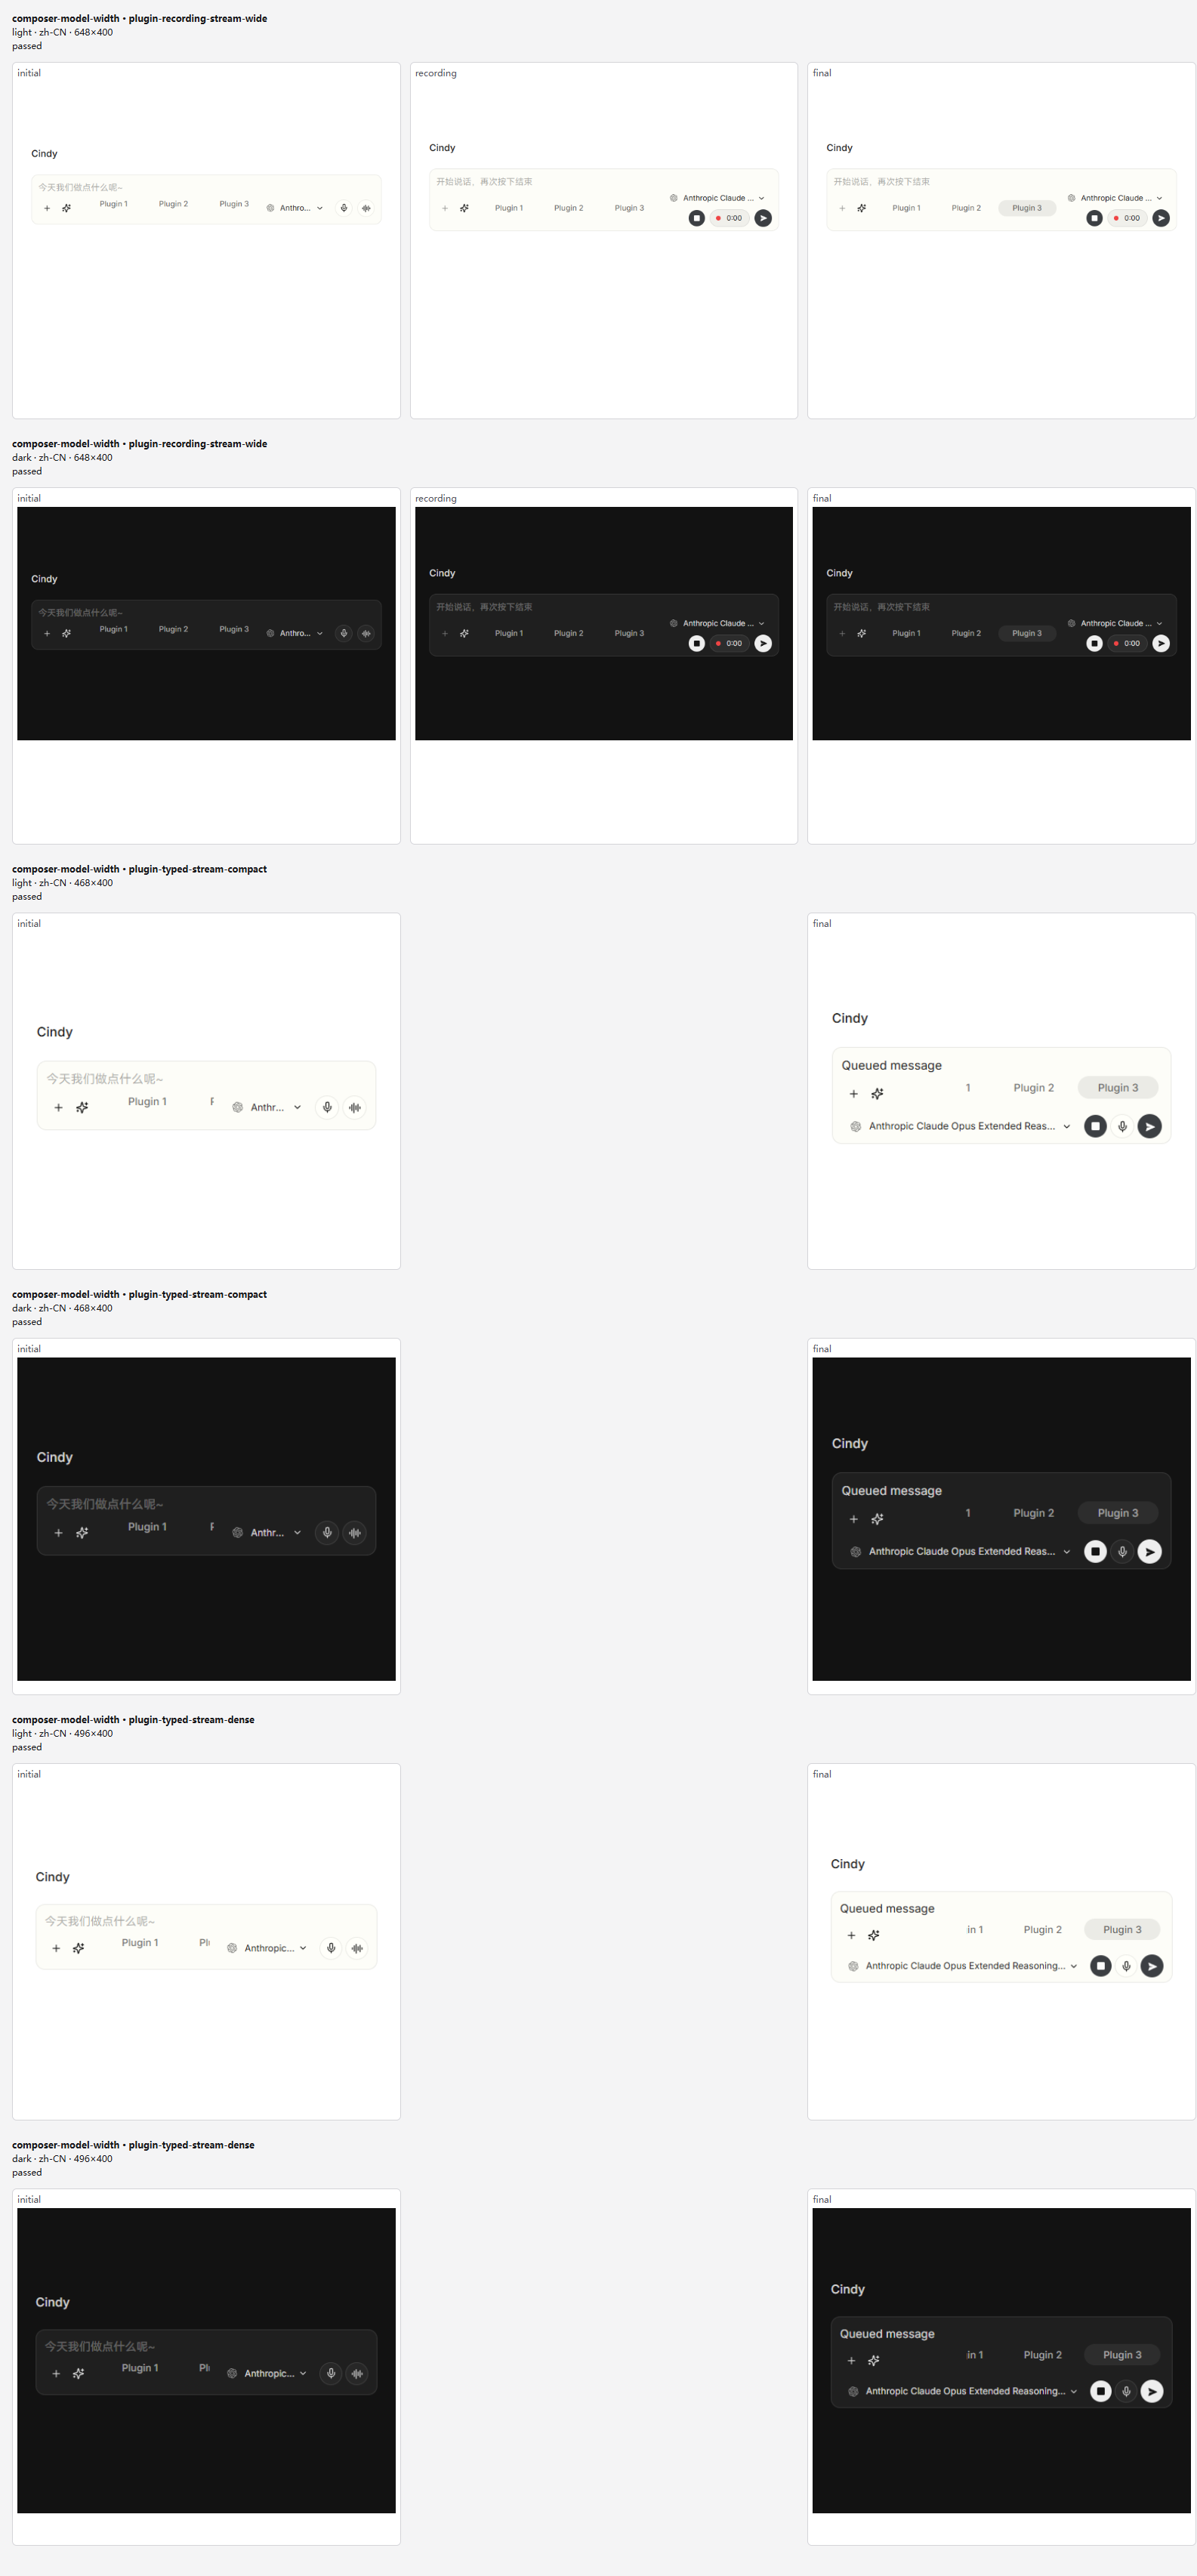 composer-model-width • plugin-recording-stream-wide
light · zh-CN · 648×400
passed
initial
Cindy
今天我们做点什么呢~
Plugin 1 Plugin 2 Plugin 3 Anthro...
recording
Cindy
开始说话，再次按下结束
Anthropic Claude ...
Plugin 1 Plugin 2 Plugin 3
0:00
final
Cindy
开始说话，再次按下结束
Anthropic Claude ...
Plugin 1 Plugin 2 Plugin 3
0:00
composer-model-width • plugin-recording-stream-wide
dark · zh-CN · 648×400
passed
initial
Cindy
今天我们做点什么呢~
Plugin 1 Plugin 2 Plugin 3 Anthro...
recording
Cindy
开始说话，再次按下结束
Anthropic Claude ...
Plugin 1 Plugin 2 Plugin 3
0:00
final
Cindy
开始说话，再次按下结束
Anthropic Claude ...
Plugin 1 Plugin 2 Plugin 3
0:00
composer-model-width • plugin-typed-stream-compact
light · zh-CN · 468×400
passed
initial
Cindy
今天我们做点什么呢~
Plugin 1 Anthr...
final
Cindy
Queued message
1 Plugin 2 Plugin 3
Anthropic Claude Opus Extended Reas...
composer-model-width • plugin-typed-stream-compact
dark · zh-CN · 468×400
passed
initial
Cindy
今天我们做点什么呢~
Plugin 1 Anthr...
final
Cindy
Queued message
1 Plugin 2 Plugin 3
Anthropic Claude Opus Extended Reas...
composer-model-width • plugin-typed-stream-dense
light · zh-CN · 496×400
passed
initial
Cindy
今天我们做点什么呢~
Plugin 1 Pl Anthropic...
final
Cindy
Queued message
in 1 Plugin 2 Plugin 3
Anthropic Claude Opus Extended Reasoning...
composer-model-width • plugin-typed-stream-dense
dark · zh-CN · 496×400
passed
initial
Cindy
今天我们做点什么呢~
Plugin 1 Pl Anthropic...
final
Cindy
Queued message
in 1 Plugin 2 Plugin 3
Anthropic Claude Opus Extended Reasoning...